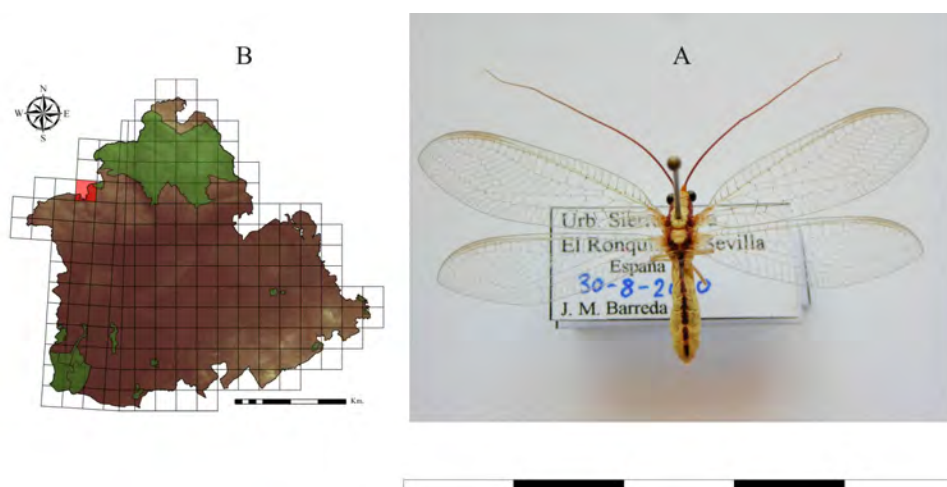 B
A
N
W
E
S
Km.
Urb. Sier
El Ronqu Sevilla
España
30-8-2 0
J. M. Barreda